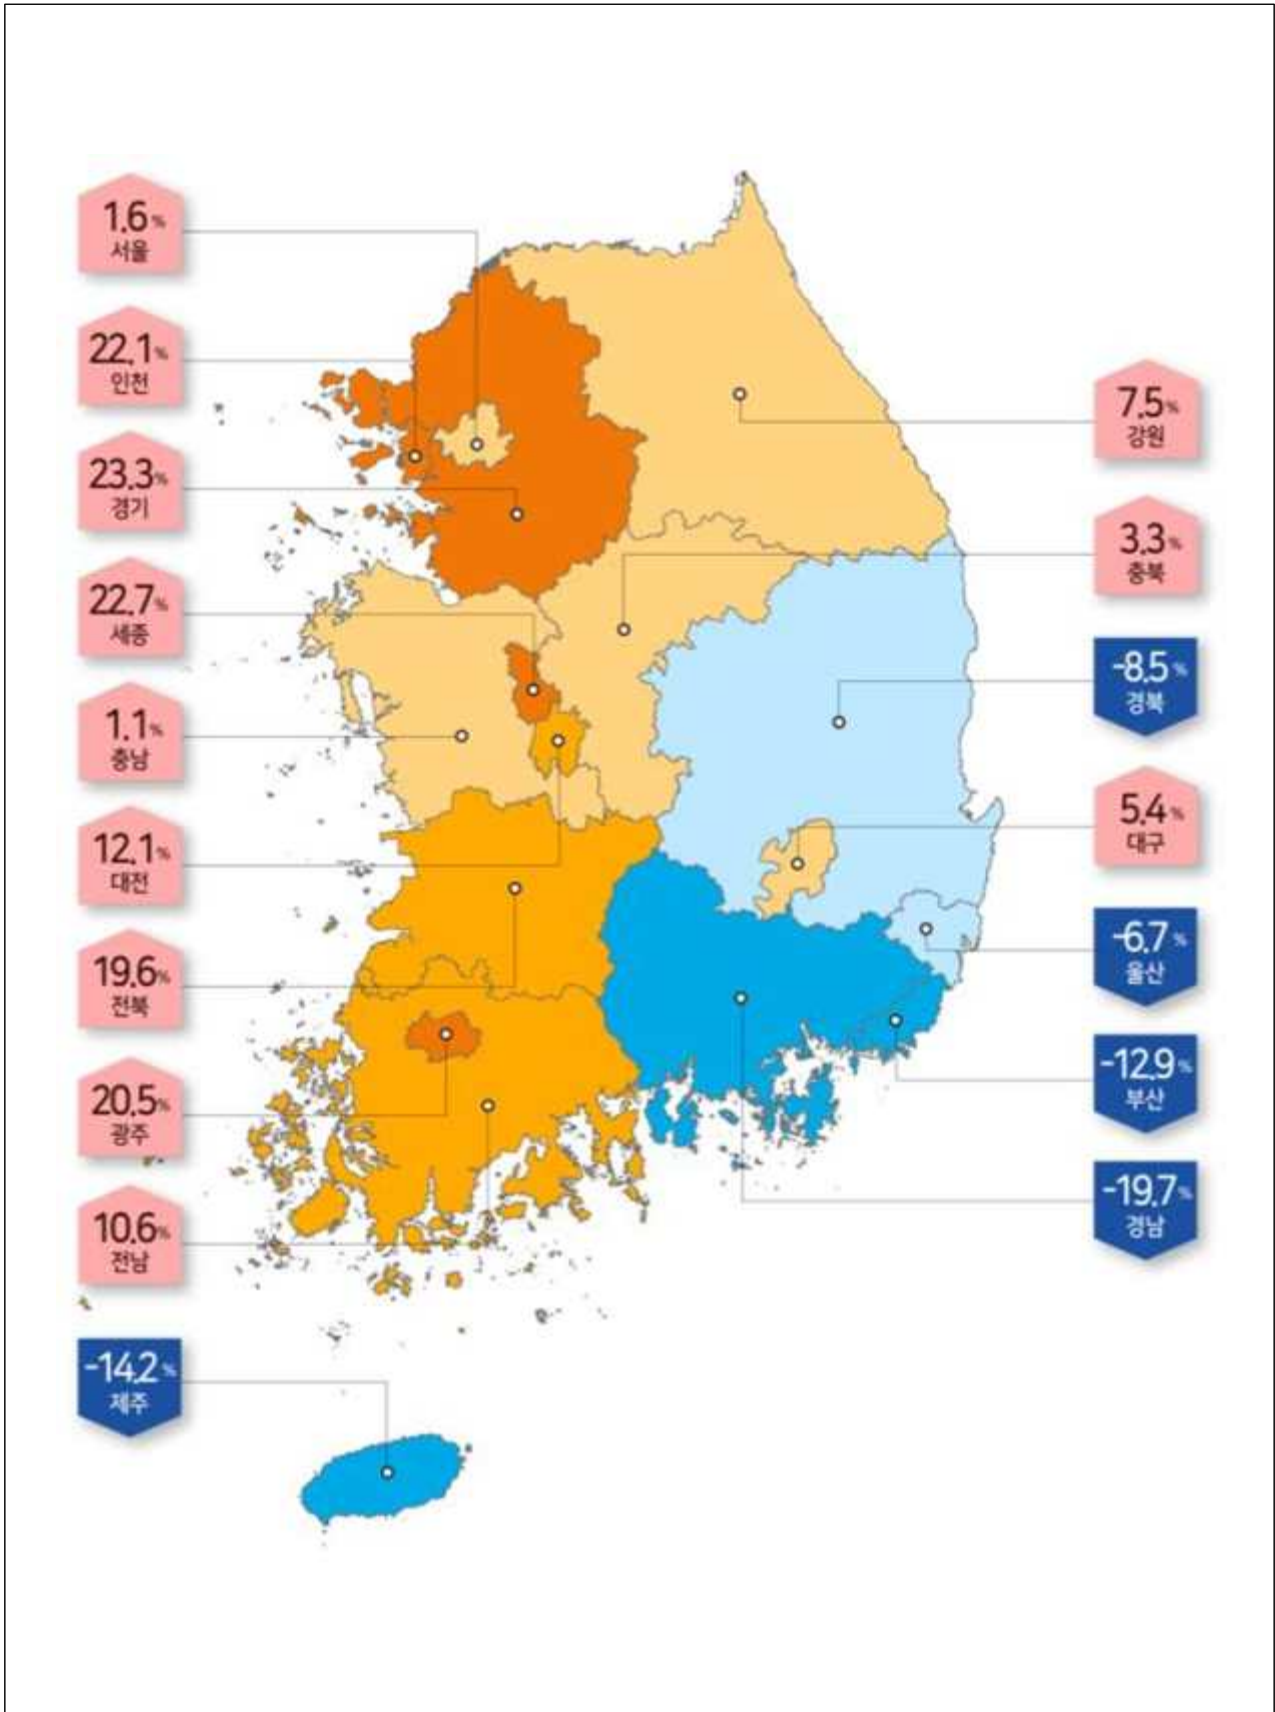 1.6%
서울
22.1%
인천
23.3%
경기
22.7%
세종
1.1%
충남
12.1%
대전
19.6%
전북
20.5%
광주
10.6%
전남
-14.2%
제주
7.5%
강원
3.3%
충북
-8.5%
경북
5.4%
대구
-6.7%
울산
-12.9%
부산
-19.7%
경남